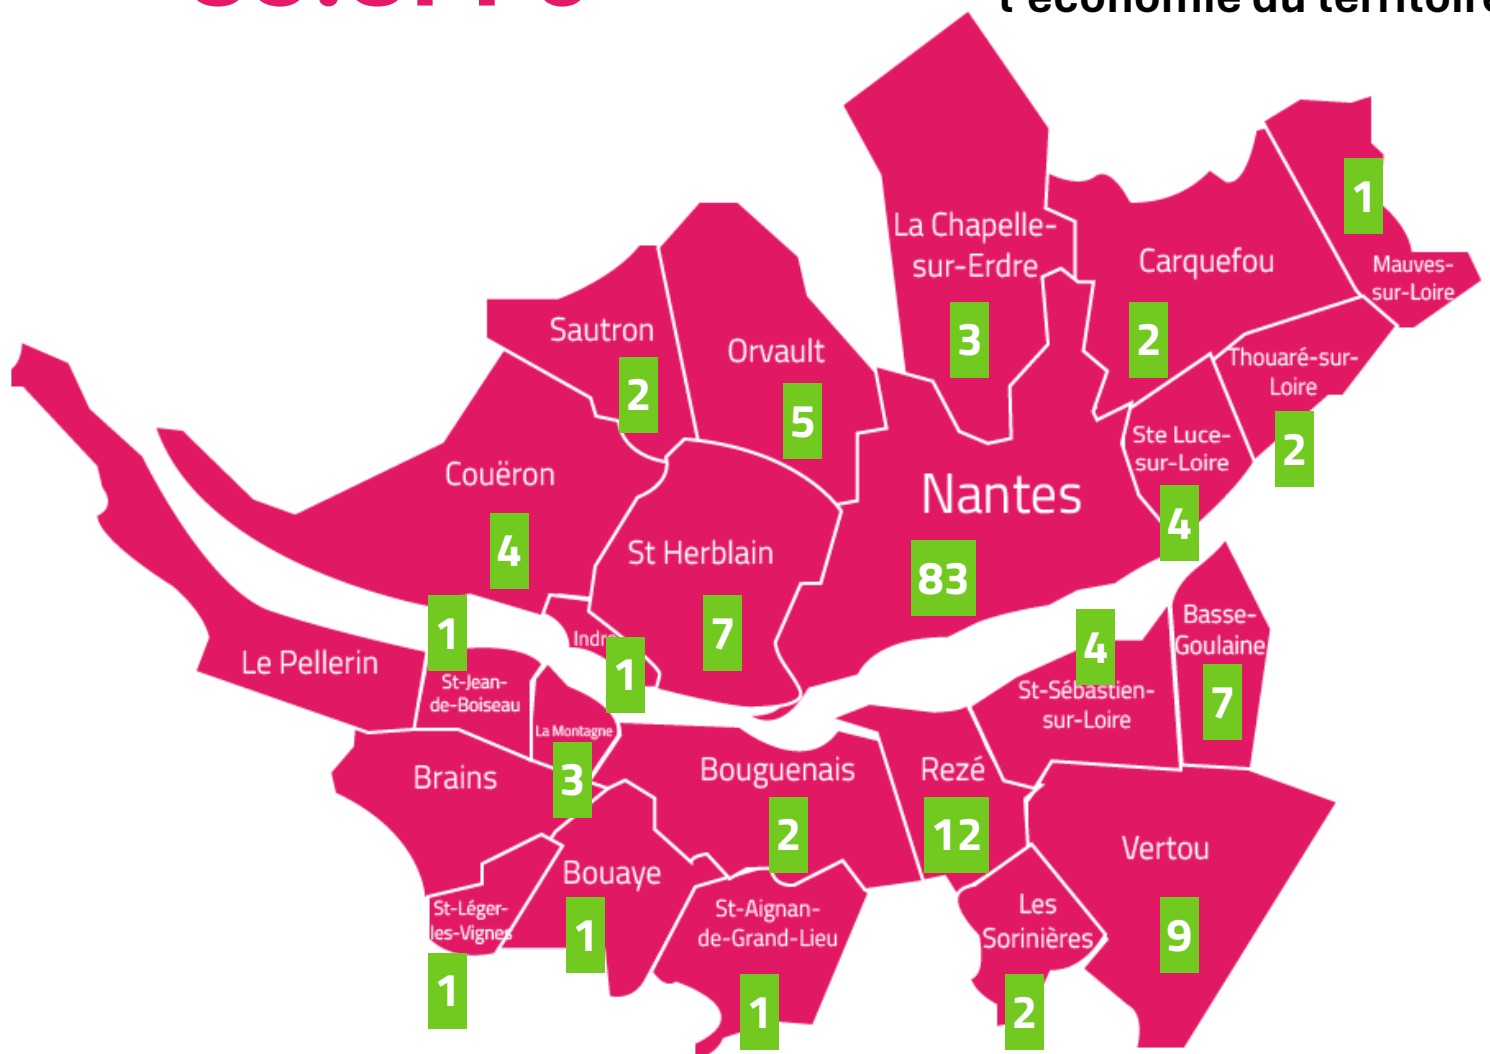 l'économie du territoire
1
La Chapelle-
sur-Erdre
Carquefou
Mauves-
sur-Loire
3
2
Sautron
Orvault
Thouaré-sur-
Loire
2
5
2
Ste Luce-
sur-Loire
4
Couëron
4
Nantes
83
St Herblain
7
1
Indre
1
Le Pellerin
St-Jean-
de-Boiseau
4
St-Sébastien-
sur-Loire
Basse-
Goulaine
7
La Montagne
3
Brains
Bouguenais
2
Rezé
12
Vertou
9
Bouaye
1
St-Léger-
les-Vignes
1
St-Aignan-
de-Grand-Lieu
1
Les
Sorinières
2